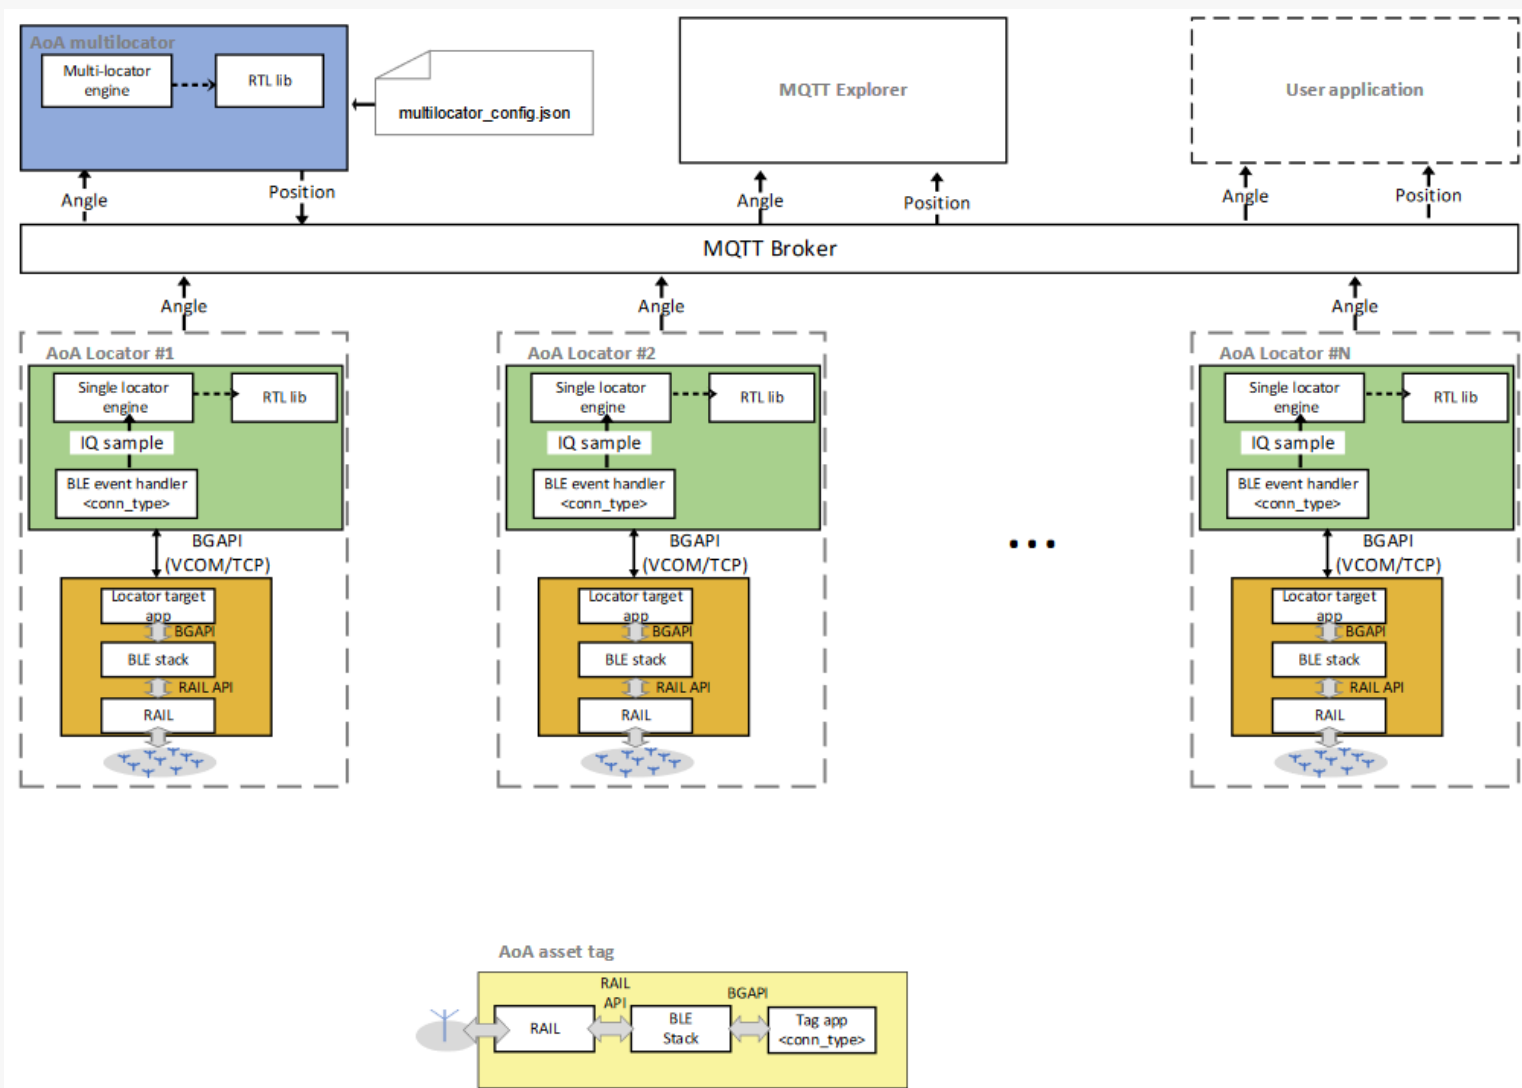 AoA multilocator
Multi-locator
engine
RTL lib
multilocator_config.json
MQTT Explorer
User application
Angle
Position
Angle
Position
Angle
Position
MQTT Broker
Angle
Angle
Angle
AoA Locator #1
Single locator
engine
RTL lib
IQ sample
BLE event handler
<conn_type>
BGAPI
(VCOM/TCP)
Locator target
app
BGAPI
BLE stack
RAIL API
RAIL
AoA Locator #2
Single locator
engine
RTL lib
IQ sample
BLE event handler
<conn_type>
BGAPI
(VCOM/TCP)
Locator target
app
BGAPI
BLE stack
RAIL API
RAIL
...
AoA Locator #N
Single locator
engine
RTL lib
IQ sample
BLE event handler
<conn_type>
BGAPI
(VCOM/TCP)
Locator target
app
BGAPI
BLE stack
RAIL API
RAIL
AoA asset tag
RAIL
RAIL
API
BLE
Stack
BGAPI
Tag app
<conn_type>